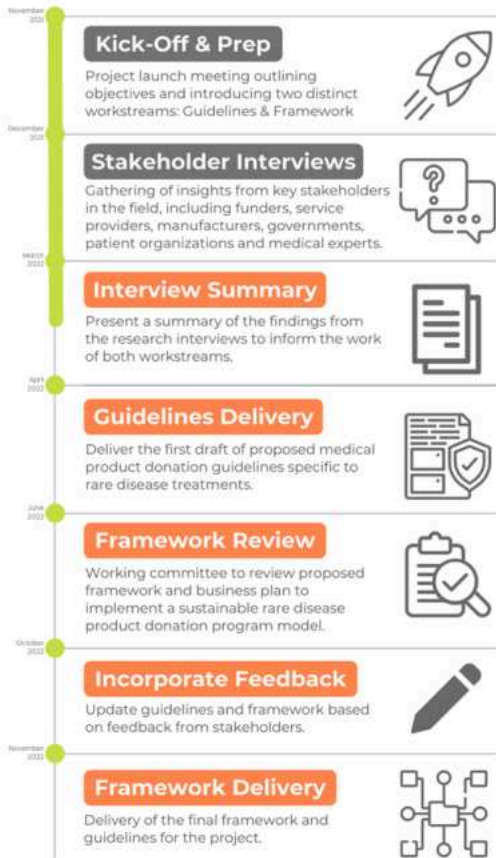 November
2021
Kick-Off & Prep
Project launch meeting outlining
objectives and introducing two distinct
workstreams: Guidelines & Framework
December
2021
Stakeholder Interviews
Gathering of insights from key stakeholders
in the field, including funders, service
providers, manufacturers, governments,
patient organizations and medical experts.
March
2022
Interview Summary
Present a summary of the findings from
the research interviews to inform the work
of both workstreams.
April
2022
Guidelines Delivery
Deliver the first draft of proposed medical
product donation guidelines specific to
rare disease treatments.
June
2022
Framework Review
Working committee to review proposed
framework and business plan to
implement a sustainable rare disease
product donation program model.
October
2022
Incorporate Feedback
Update guidelines and framework based
on feedback from stakeholders.
November
2022
Framework Delivery
Delivery of the final framework and
guidelines for the project.